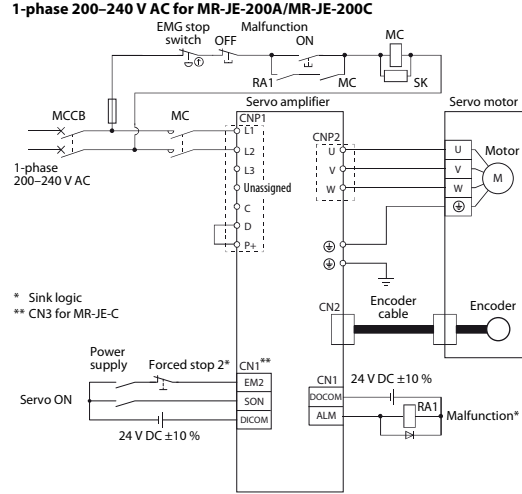 1-phase 200–240 V AC for MR-JE-200A/MR-JE-200C
EMG stop
switch
OFF
Malfunction
ON
MC
RA1
MC
SK
MCCB
MC
Servo amplifier
Servo motor
CNP1
L1
L2
L3
Unassigned
C
D
P+
CNP2
U
V
W
U
V
W
Motor
M
1-phase
200–240 V AC
* Sink logic
** CN3 for MR-JE-C
CN2
Encoder
cable
Encoder
Power
supply
Forced stop 2*
CN1**
EM2
SON
DICOM
Servo ON
24 V DC ±10 %
CN1
24 V DC ±10 %
DOCOM
ALM
RA1
Malfunction*